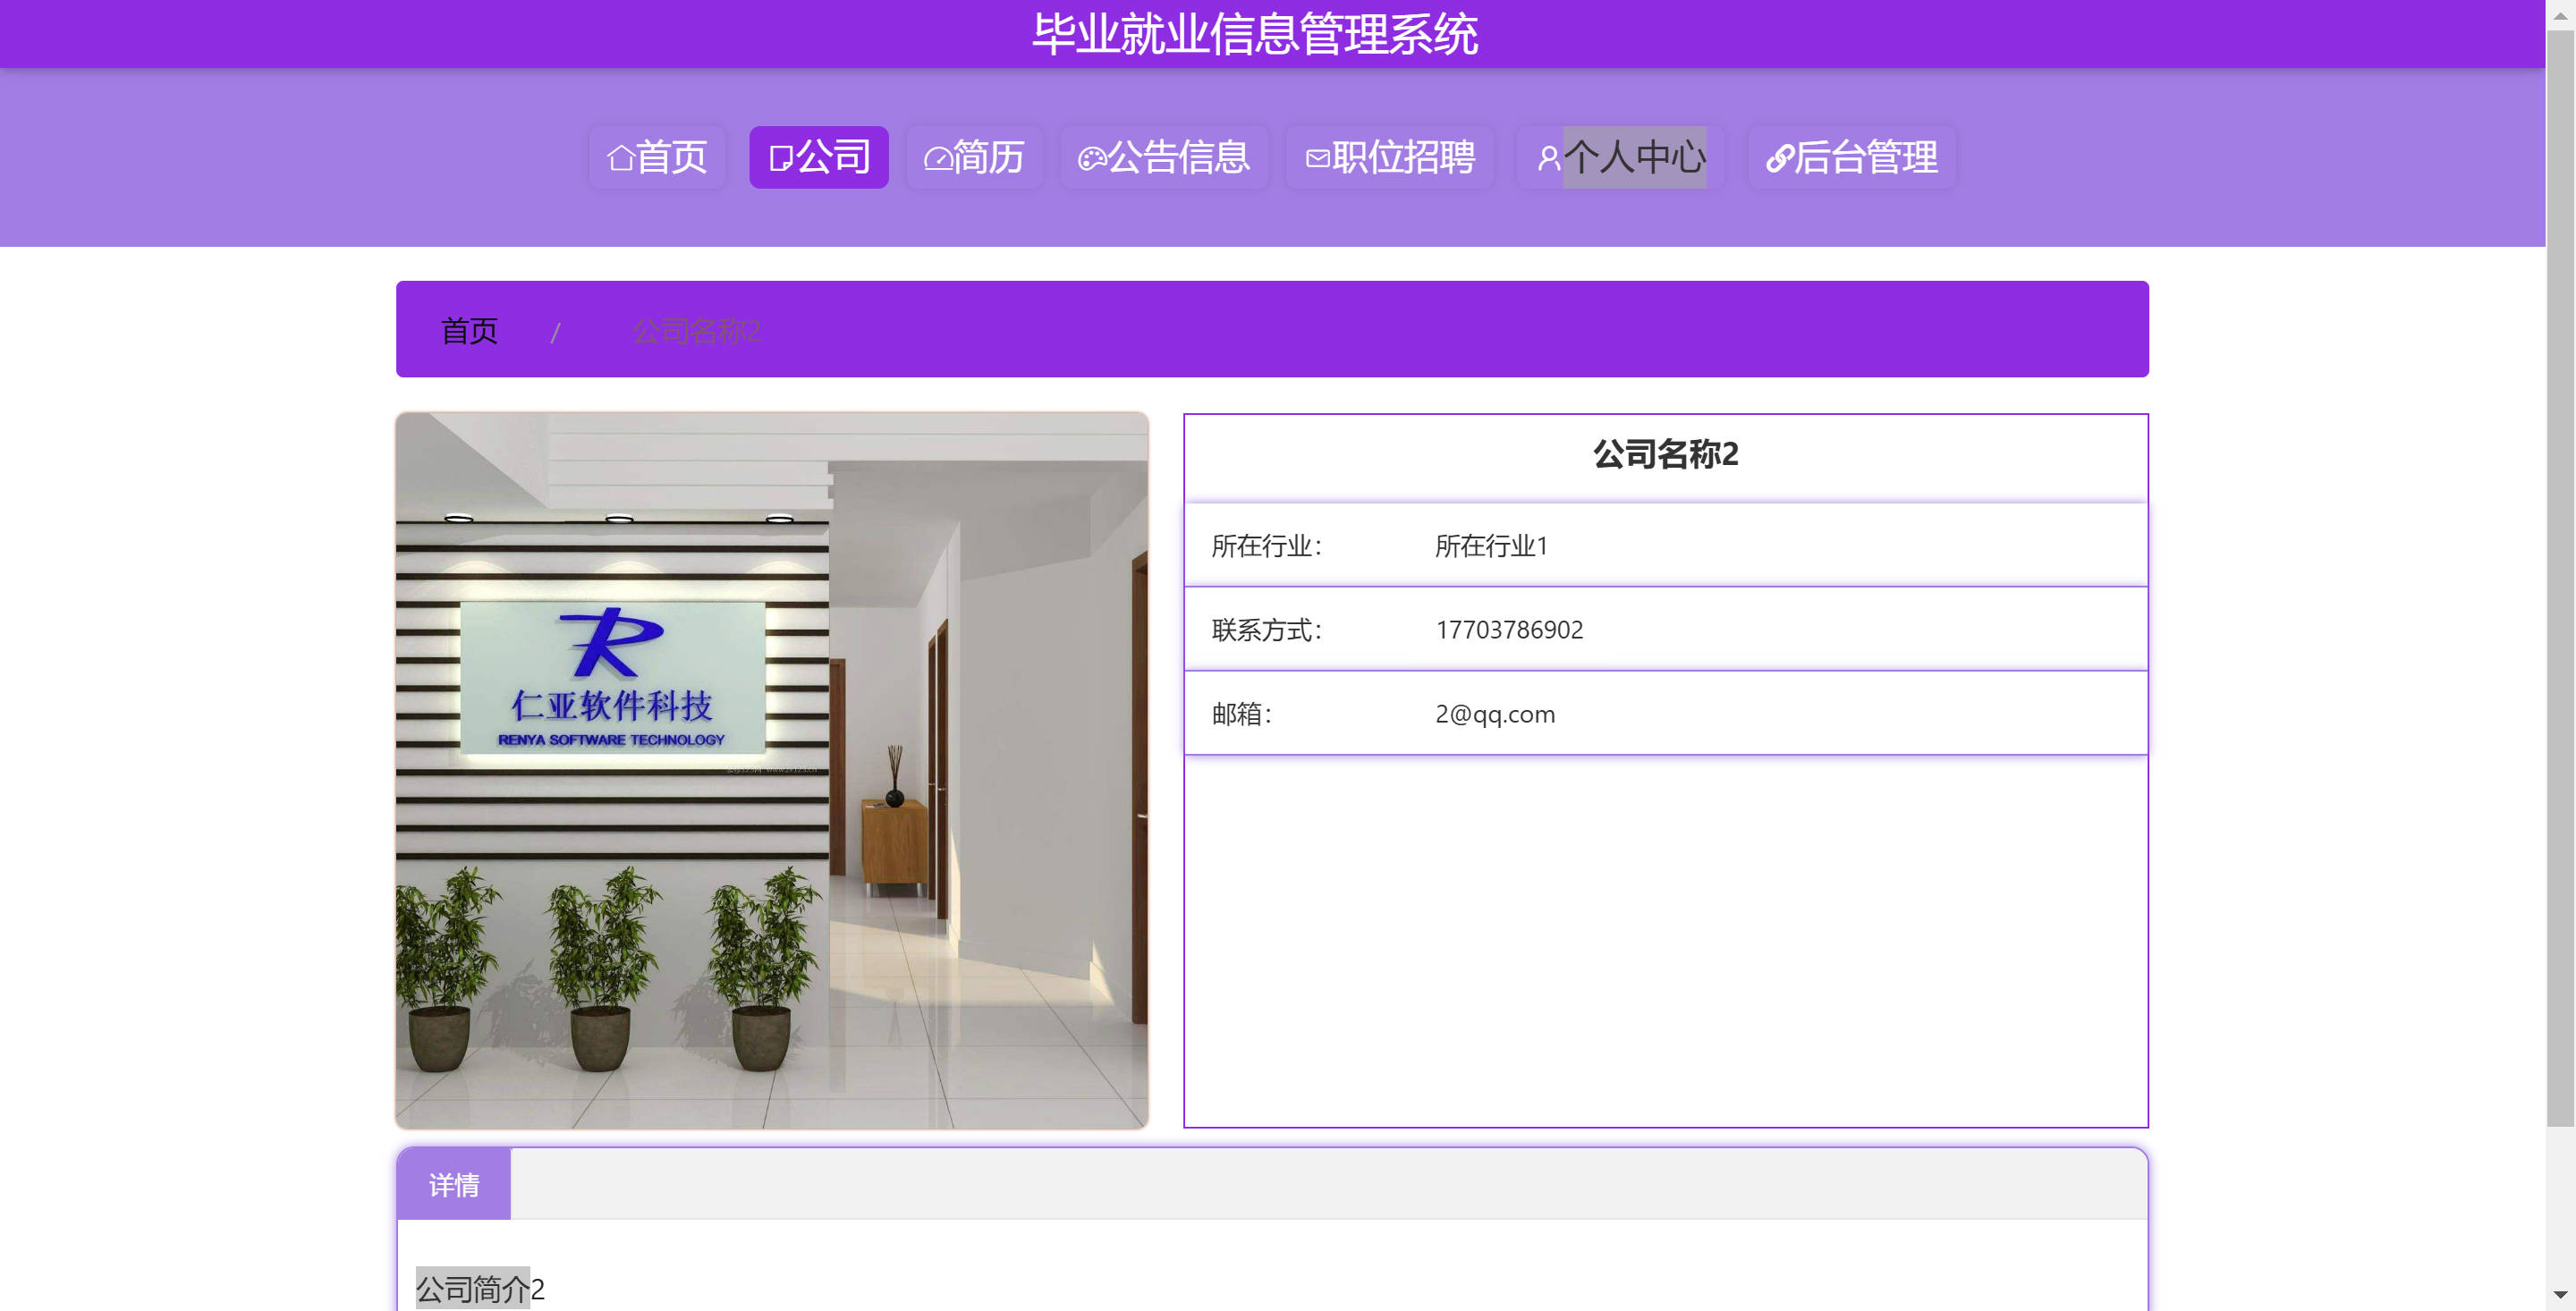 毕业就业信息管理系统
首页 公司 简历 公告信息 职位招聘 个人中心 后台管理
首页 / 公司名称2
仁亚软件科技
RENYA SOFTWARE TECHNOLOGY
公司名称2
所在行业： 所在行业1
联系方式： 17703786902
邮箱： 2@qq.com
详情
公司简介2